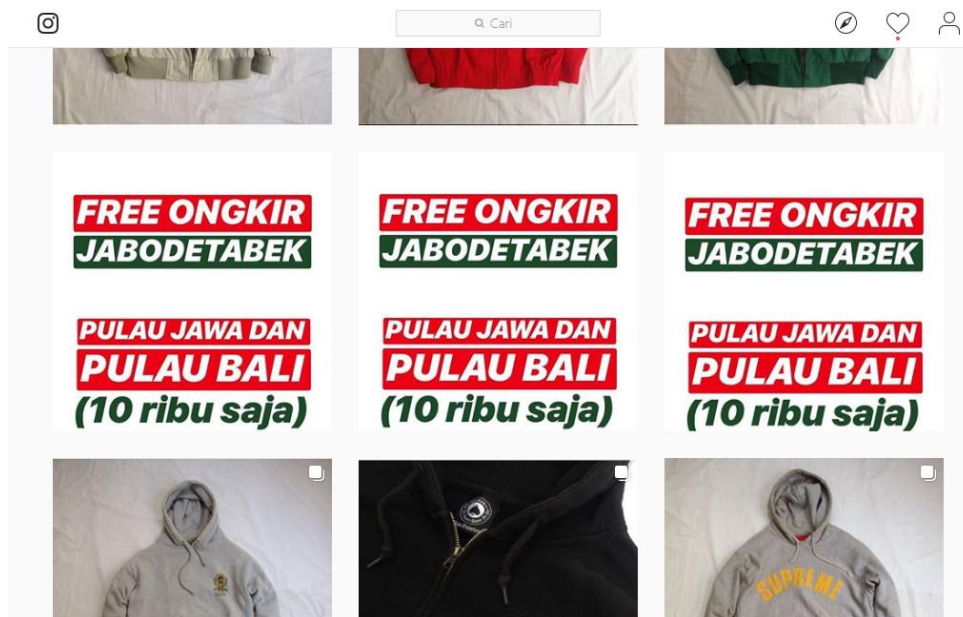 Cari
FREE ONGKIR
JABODETABEK
PULAU JAWA DAN
PULAU BALI
(10 ribu saja)
FREE ONGKIR
JABODETABEK
PULAU JAWA DAN
PULAU BALI
(10 ribu saja)
FREE ONGKIR
JABODETABEK
PULAU JAWA DAN
PULAU BALI
(10 ribu saja)
SUPREME